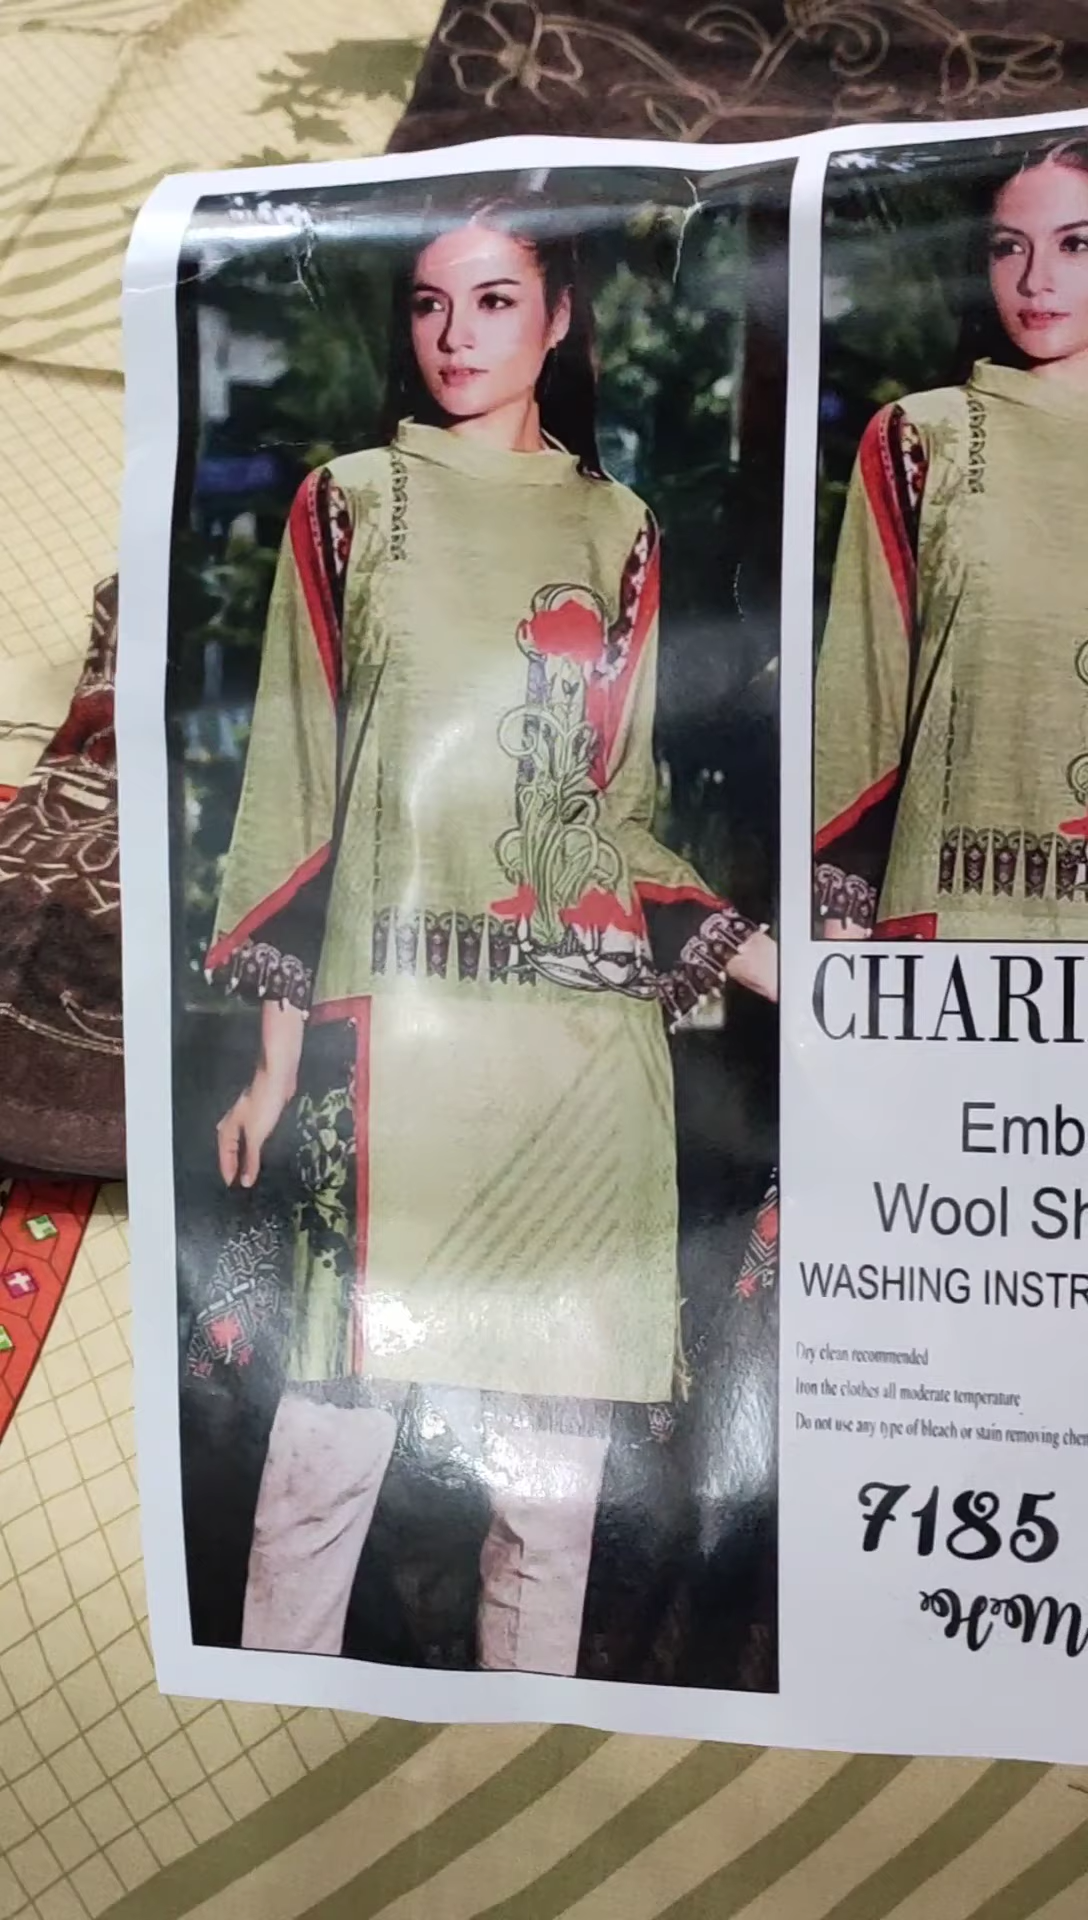 CHARI
Emb
Wool Sh
WASHING INSTR
Dry clean recommended
Iron the clothes all moderate temperature
Do not use any type of bleach or stain removing chem
7185